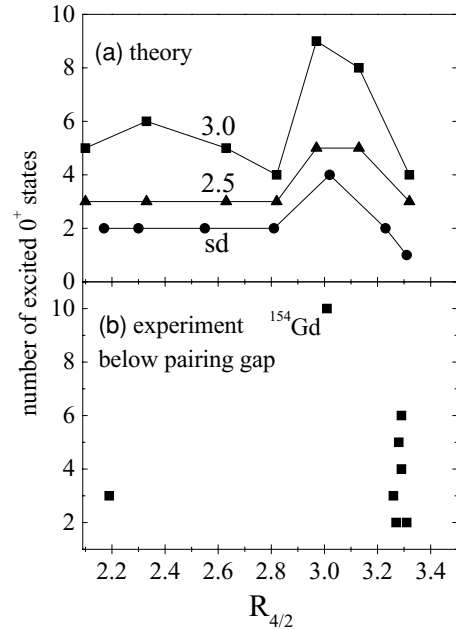 10
(a) theory
8
6
3.0
4
2.5
2
sd
0
number of excited 0⁺ states
10
(b) experiment ¹⁵⁴Gd
below pairing gap
8
6
4
2
2.2 2.4 2.6 2.8 3.0 3.2 3.4
R₄/₂